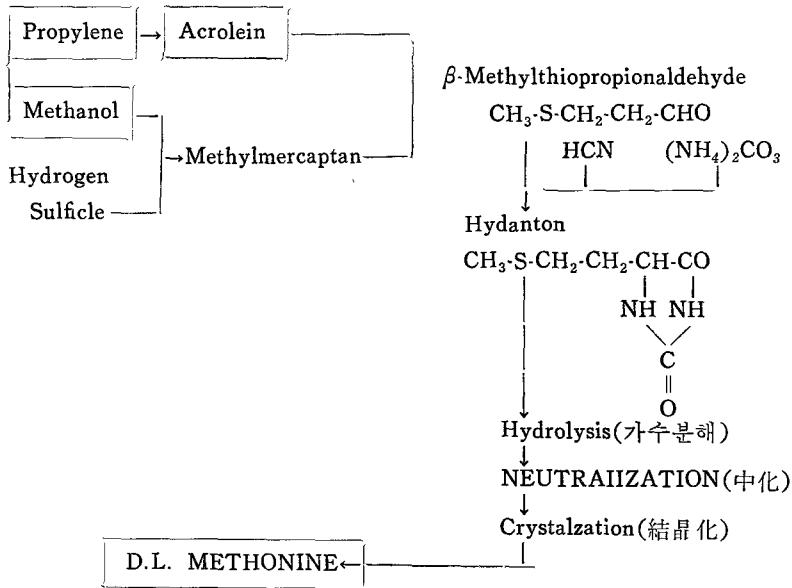 Propylene → Acrolein
Methanol
→Methylmercaptan
Hydrogen
Sulficle
β-Methylthiopropionaldehyde
CH₃-S-CH₂-CH₂-CHO
HCN (NH₄)₂CO₃
Hydanton
CH₃-S-CH₂-CH₂-CH-CO
NH NH
C
O
Hydrolysis(가수분해)
NEUTRAIIZATION(中化)
Crystalzation(結晶化)
D.L. METHONINE←